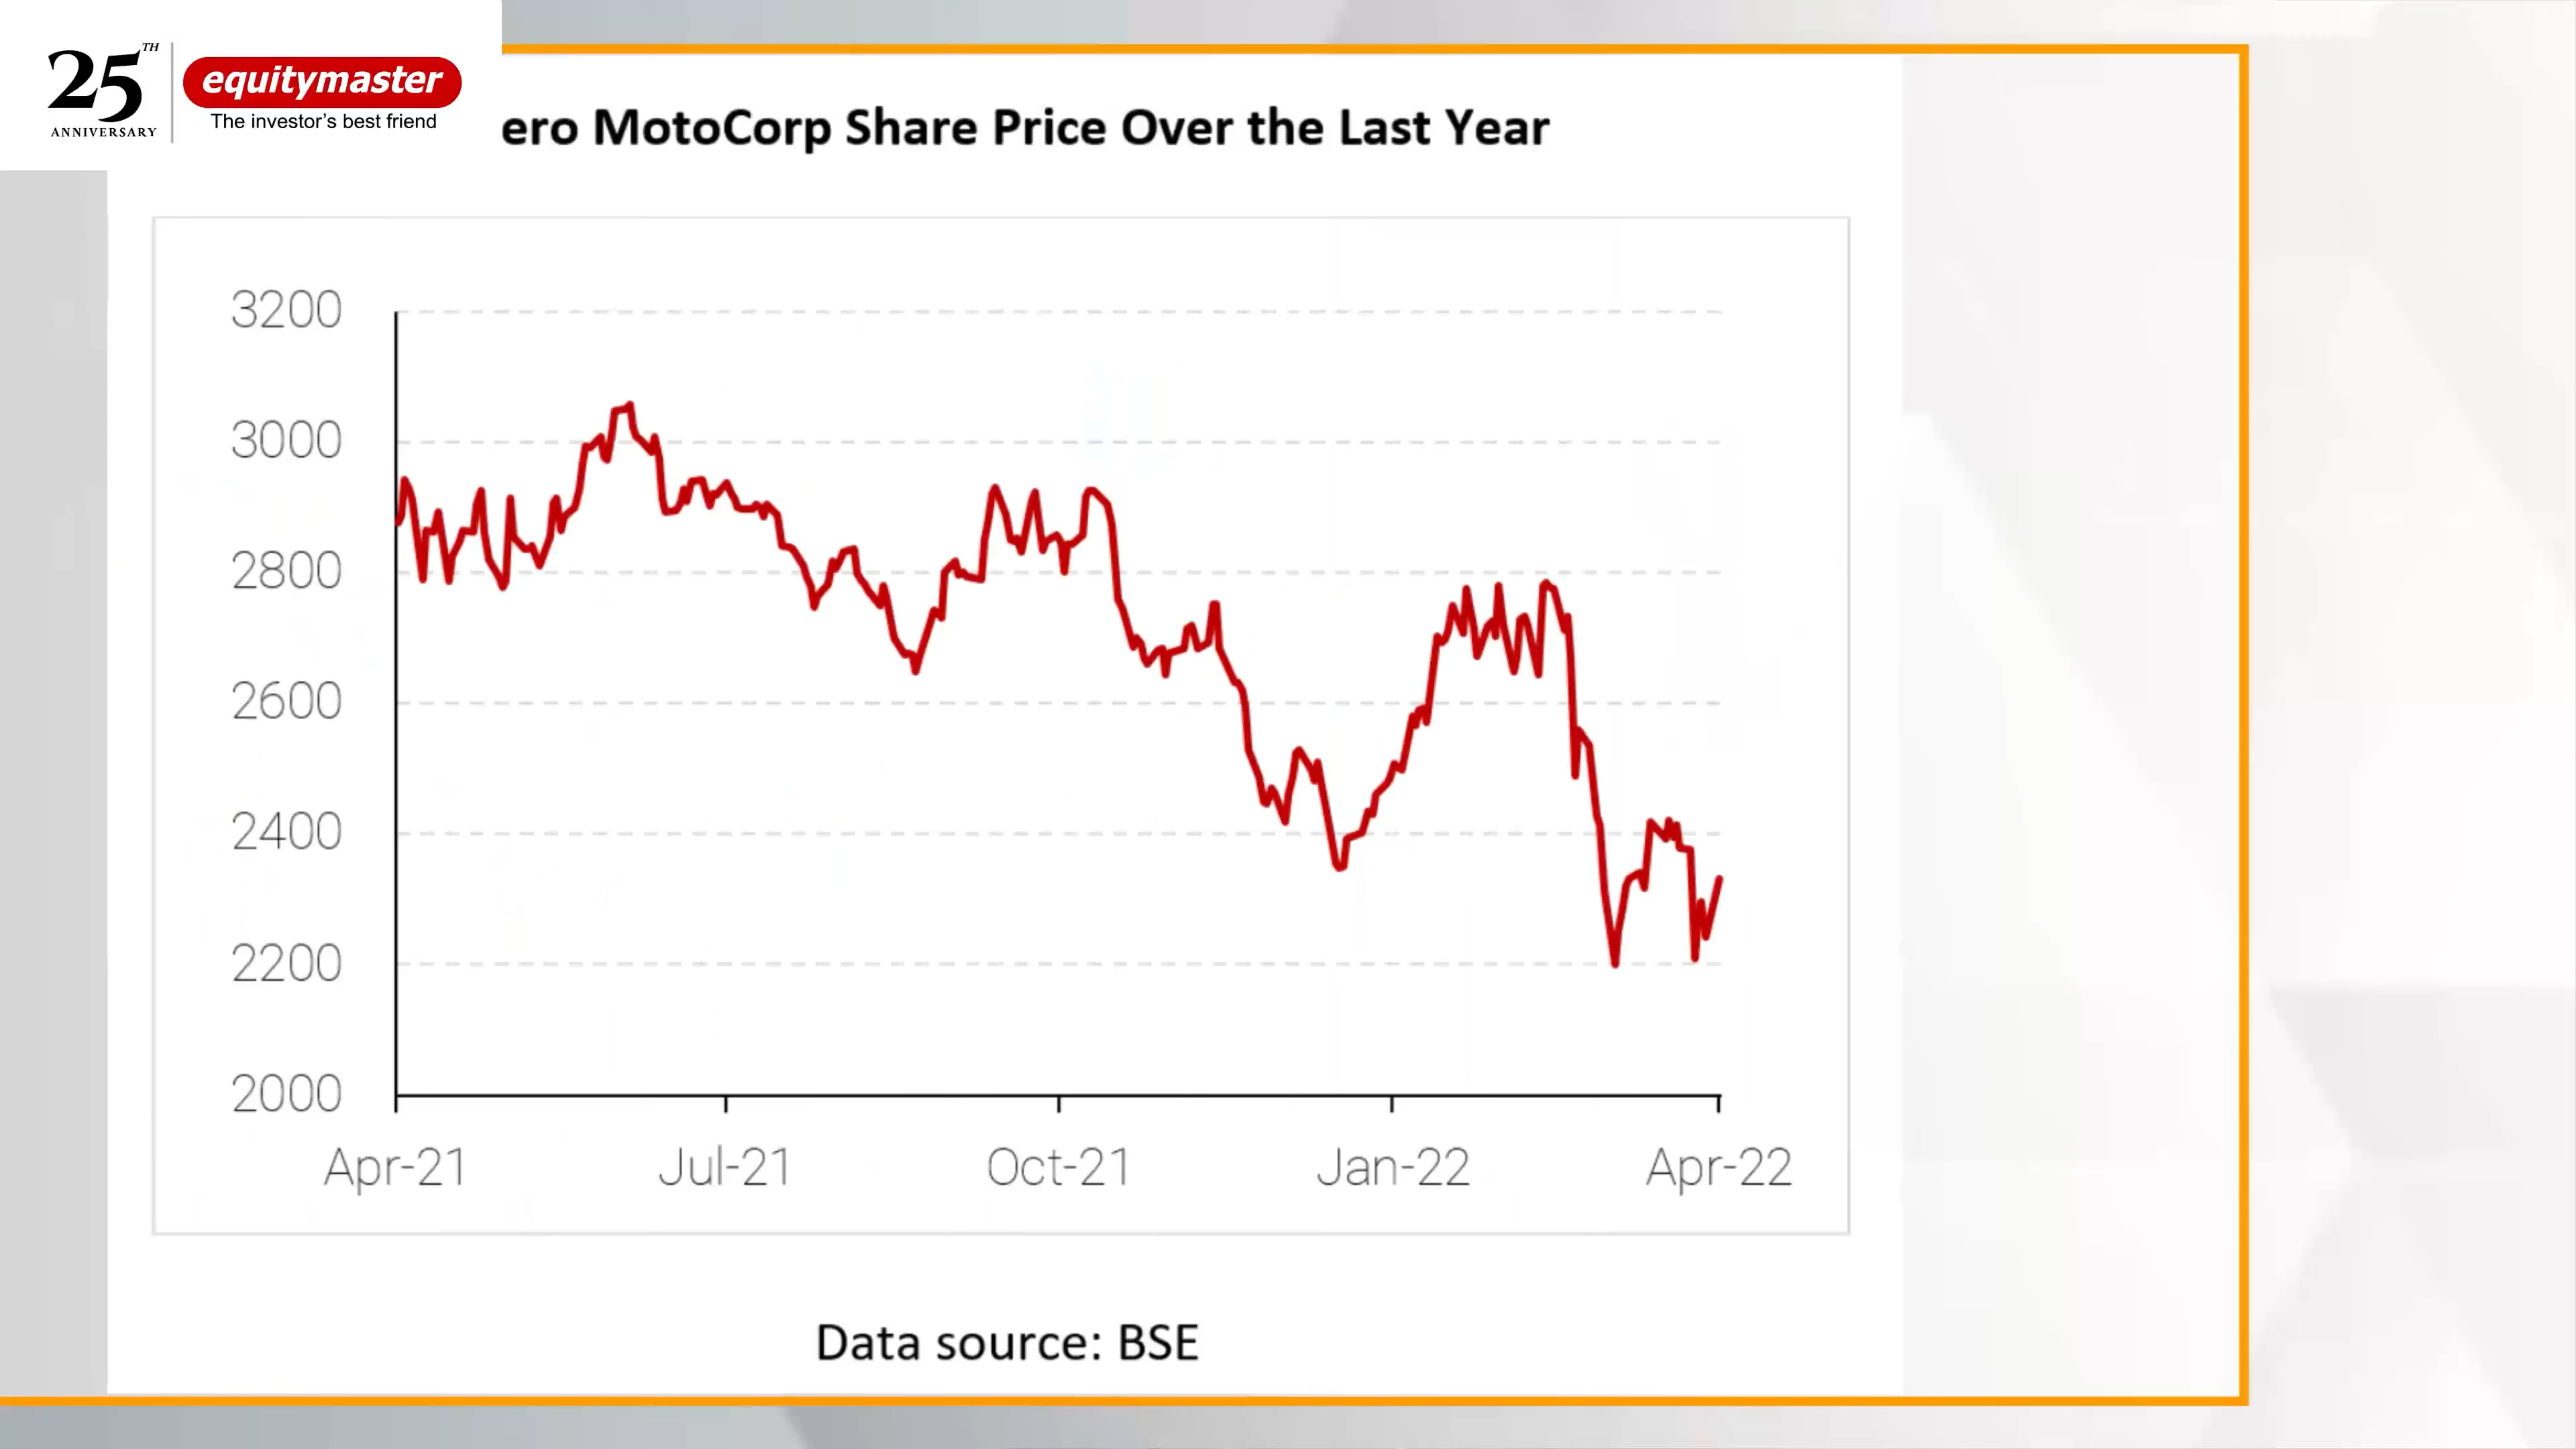 25TH
ANNIVERSARY
equitymaster
The investor's best friend
ero MotoCorp Share Price Over the Last Year
3200
3000
2800
2600
2400
2200
2000
Apr-21 Jul-21 Oct-21 Jan-22 Apr-22
Data source: BSE